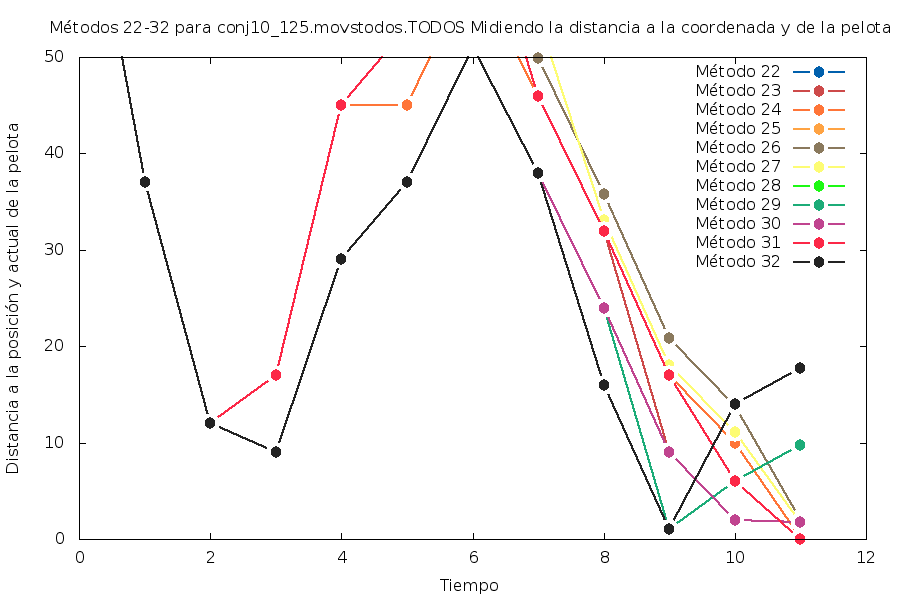 Métodos 22-32 para conj10_125.movstodos.TODOS Midiendo la distancia a la coordenada y de la pelota
Distancia a la posición y actual de la pelota
50
40
30
20
10
0
Método 22
Método 23
Método 24
Método 25
Método 26
Método 27
Método 28
Método 29
Método 30
Método 31
Método 32
0 2 4 6 8 10 12
Tiempo